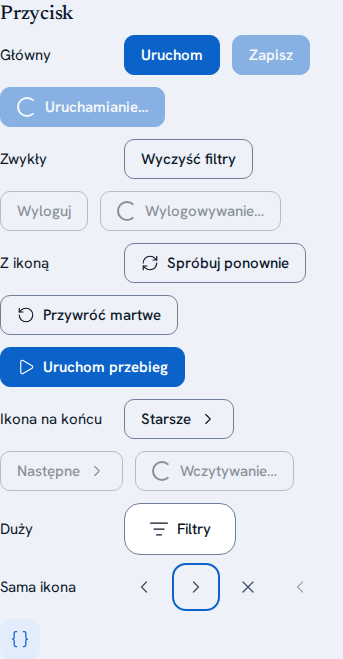 Przycisk
Główny Uruchom Zapisz
Uruchamianie...
Zwykły Wyczyść filtry
Wyloguj Wylogowywanie...
Z ikoną Spróbuj ponownie
Przywróć martwe
Uruchom przebieg
Ikona na końcu Starsze
Następne Wczytywanie...
Duży Filtry
Sama ikona
{ }